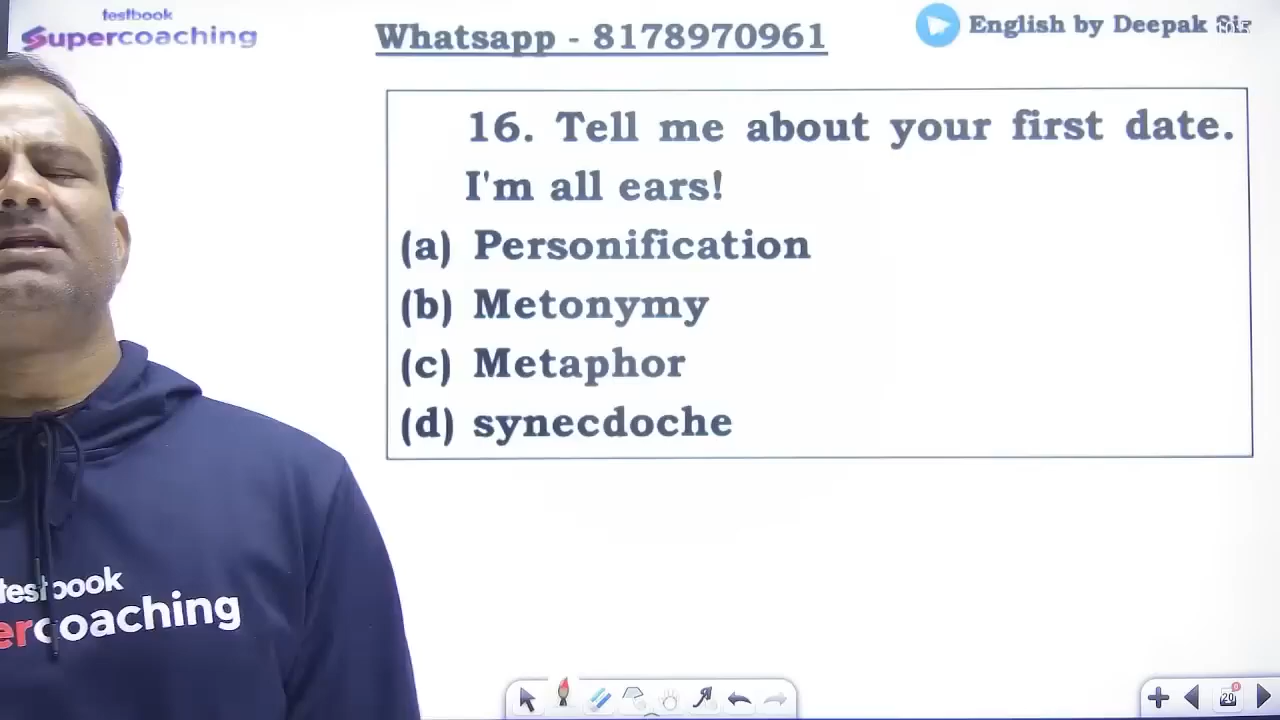 testbook
Supercoaching
Whatsapp - 8178970961
English by Deepak Sir
16. Tell me about your first date.
I'm all ears!
(a) Personification
(b) Metonymy
(c) Metaphor
(d) synecdoche
testbook
ercoaching
20